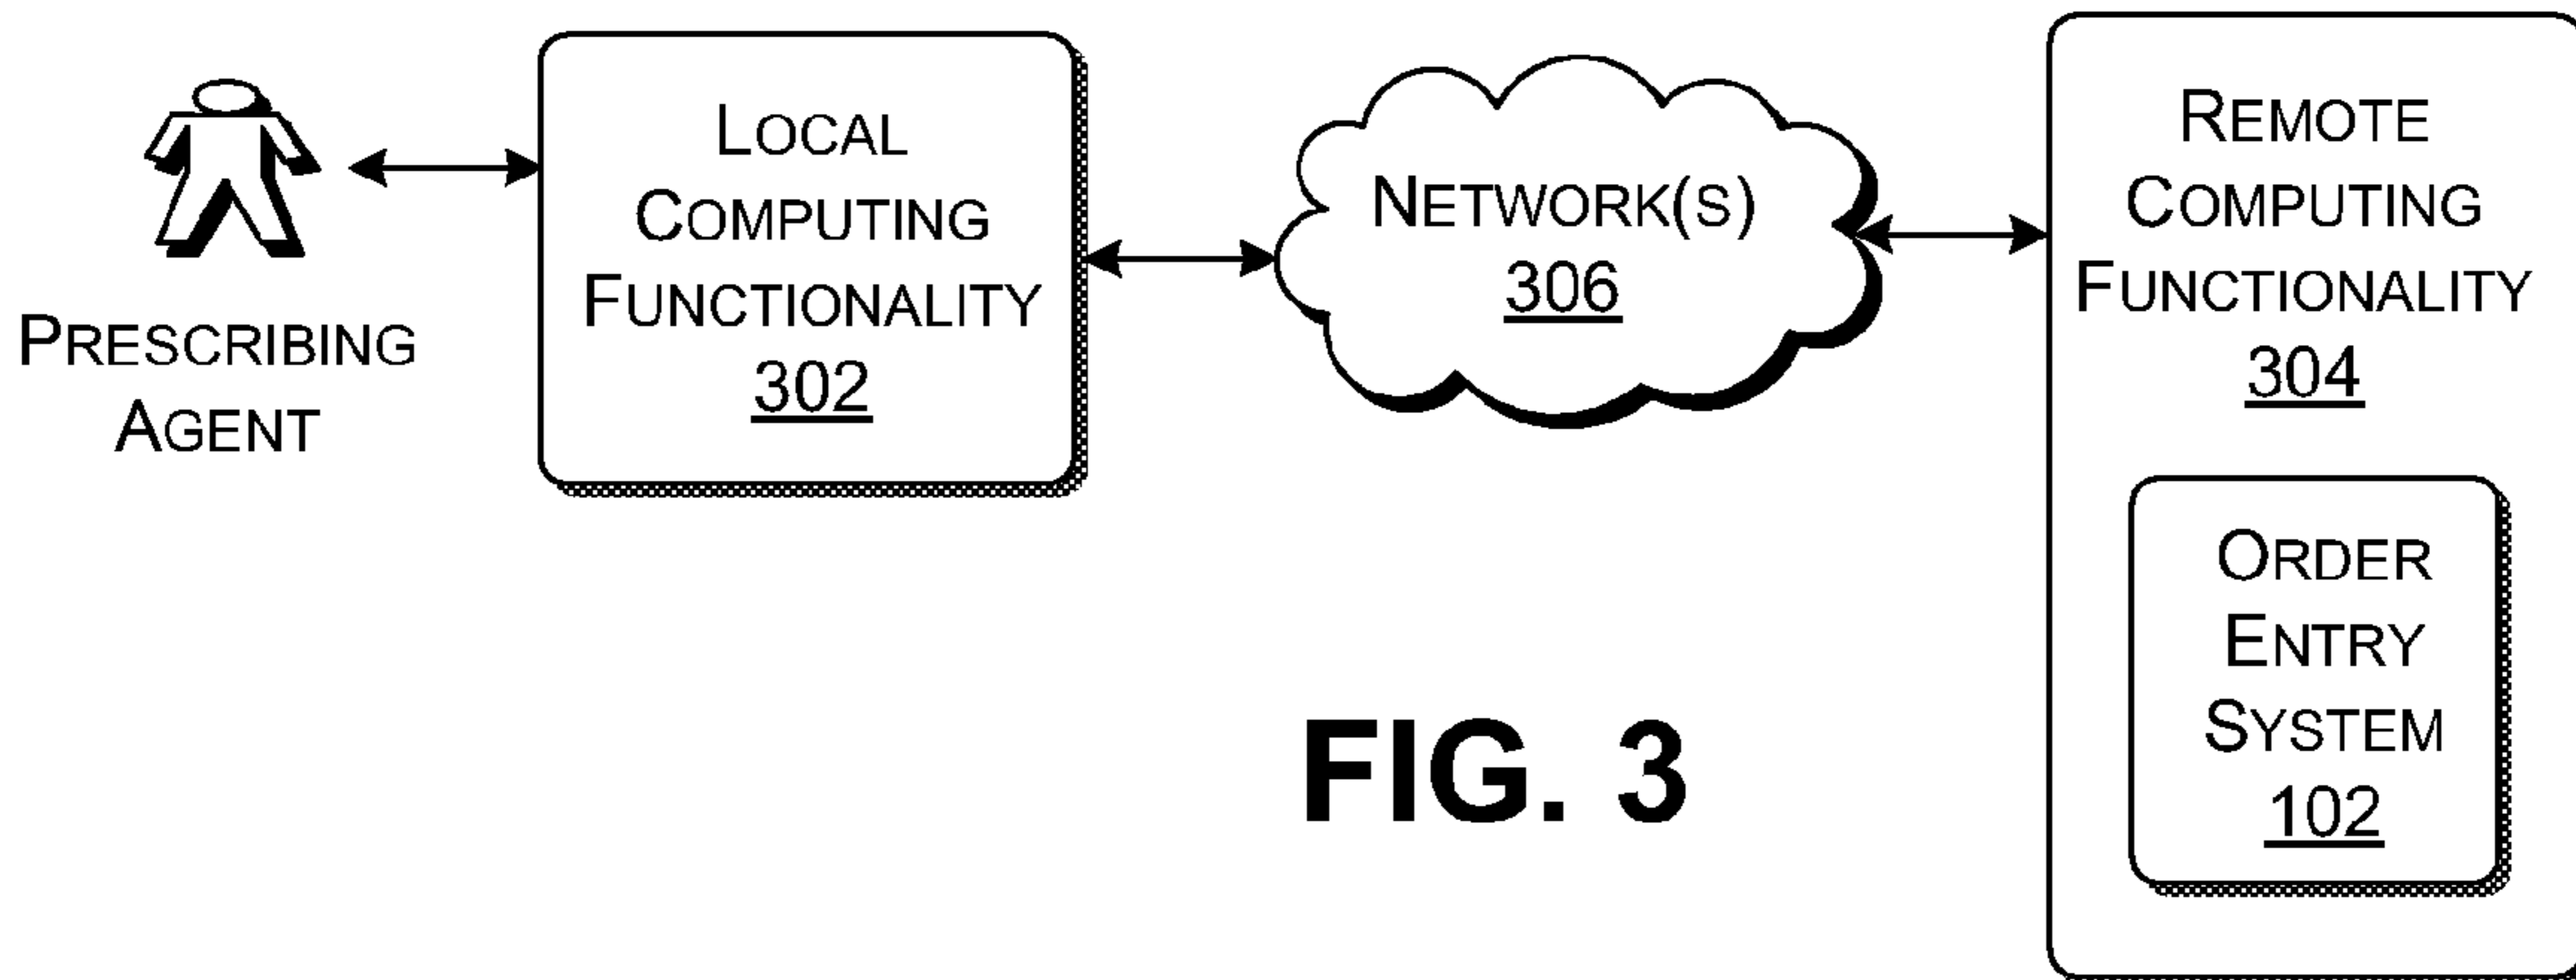 PRESCRIBING
AGENT
LOCAL
COMPUTING
FUNCTIONALITY
302
NETWORK(S)
306
REMOTE
COMPUTING
FUNCTIONALITY
304
ORDER
ENTRY
SYSTEM
102
FIG. 3